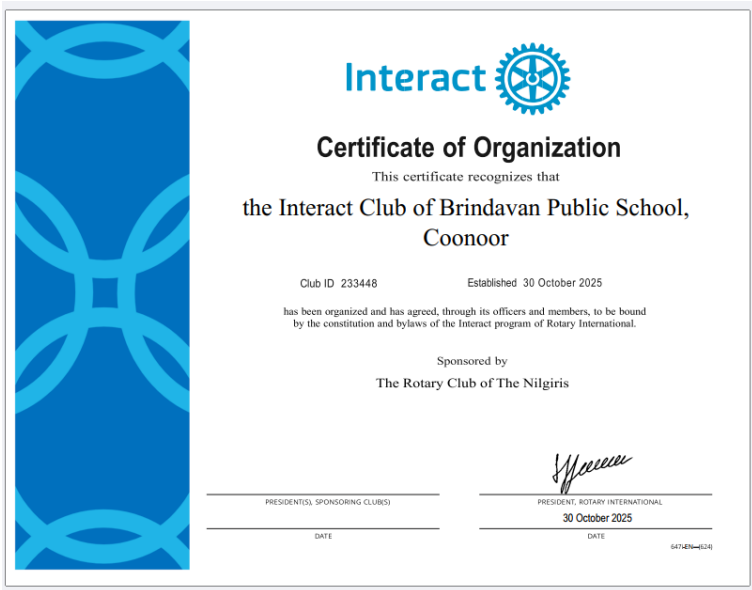 Interact
Certificate of Organization
This certificate recognizes that
the Interact Club of Brindavan Public School,
Coonoor
Club ID 233448 Established 30 October 2025
has been organized and has agreed, through its officers and members, to be bound
by the constitution and bylaws of the Interact program of Rotary International.
Sponsored by
The Rotary Club of The Nilgiris
PRESIDENT(S), SPONSORING CLUB(S) PRESIDENT, ROTARY INTERNATIONAL
30 October 2025
DATE DATE
647-EN—(624)